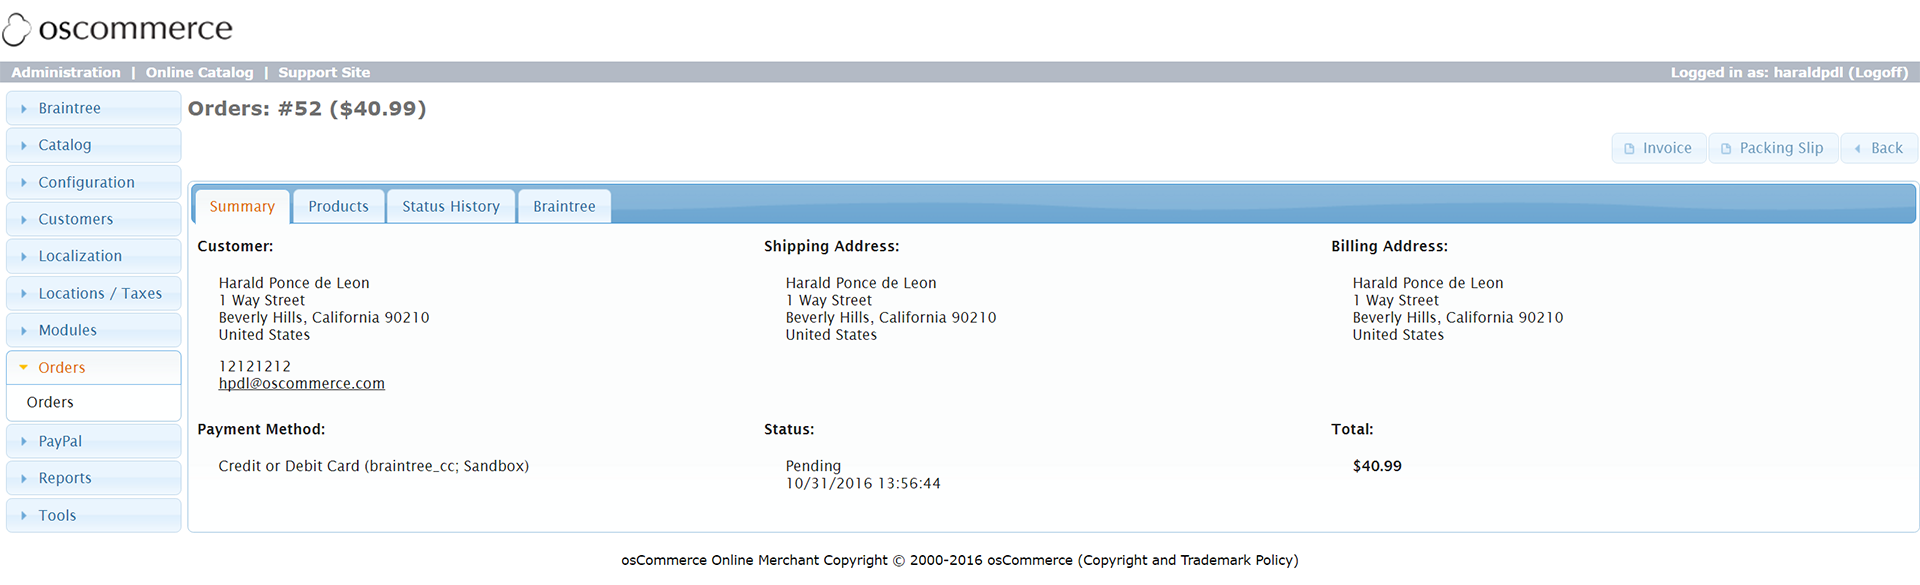 oscommerce
Administration | Online Catalog | Support Site
Logged in as: haraldpdl (Logoff)
Braintree
Catalog
Configuration
Customers
Localization
Locations / Taxes
Modules
Orders
Orders
PayPal
Reports
Tools
Orders: #52 ($40.99)
Invoice
Packing Slip
Back
Summary
Products
Status History
Braintree
Customer:
Harald Ponce de Leon
1 Way Street
Beverly Hills, California 90210
United States
12121212
hpdl@oscommerce.com
Shipping Address:
Harald Ponce de Leon
1 Way Street
Beverly Hills, California 90210
United States
Billing Address:
Harald Ponce de Leon
1 Way Street
Beverly Hills, California 90210
United States
Payment Method:
Credit or Debit Card (braintree_cc; Sandbox)
Status:
Pending
10/31/2016 13:56:44
Total:
$40.99
osCommerce Online Merchant Copyright © 2000-2016 osCommerce (Copyright and Trademark Policy)